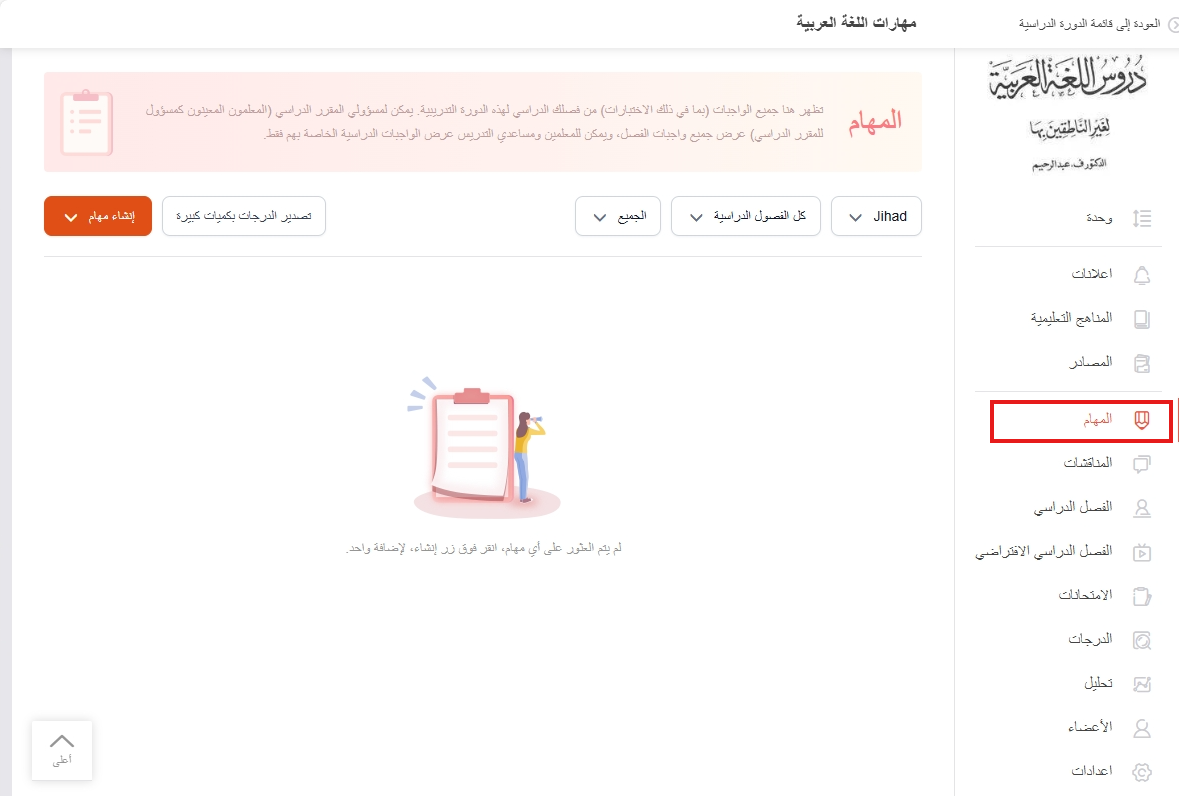 العودة إلى قائمة الدورة الدراسية
مهارات اللغة العربية
دروس اللغة العربية
لغير الناطقين بها
الدكتور ف. عبد الرحيم
وحدة
اعلانات
المناهج التعليمية
المصادر
المهام
المناقشات
الفصل الدراسي
الفصل الدراسي الافتراضي
الامتحانات
الدرجات
تحليل
الأعضاء
اعدادات
المهام
تظهر هنا جميع الواجبات (بما في ذلك الاختبارات) من فصلك الدراسي لهذه الدورة التدريبية. يمكن لمسؤولي المقرر الدراسي (المعلمون المعينون كمسؤول
للمقرر الدراسي) عرض جميع واجبات الفصل، ويمكن للمعلمين ومساعدي التدريس عرض الواجبات الدراسية الخاصة بهم فقط.
Jihad
كل الفصول الدراسية
الجميع
تصدير الدرجات بكميات كبيرة
إنشاء مهام
لم يتم العثور على أي مهام، انقر فوق زر إنشاء، لإضافة واحد.
أعلى